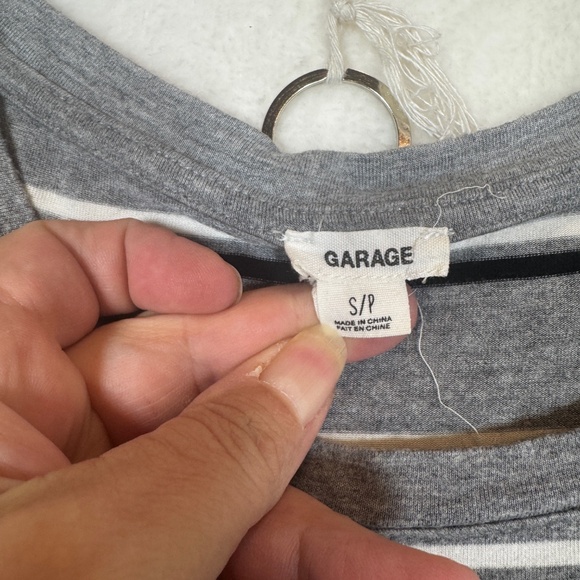 GARAGE
S/P
MADE IN CHINA
FAIT EN CHINE